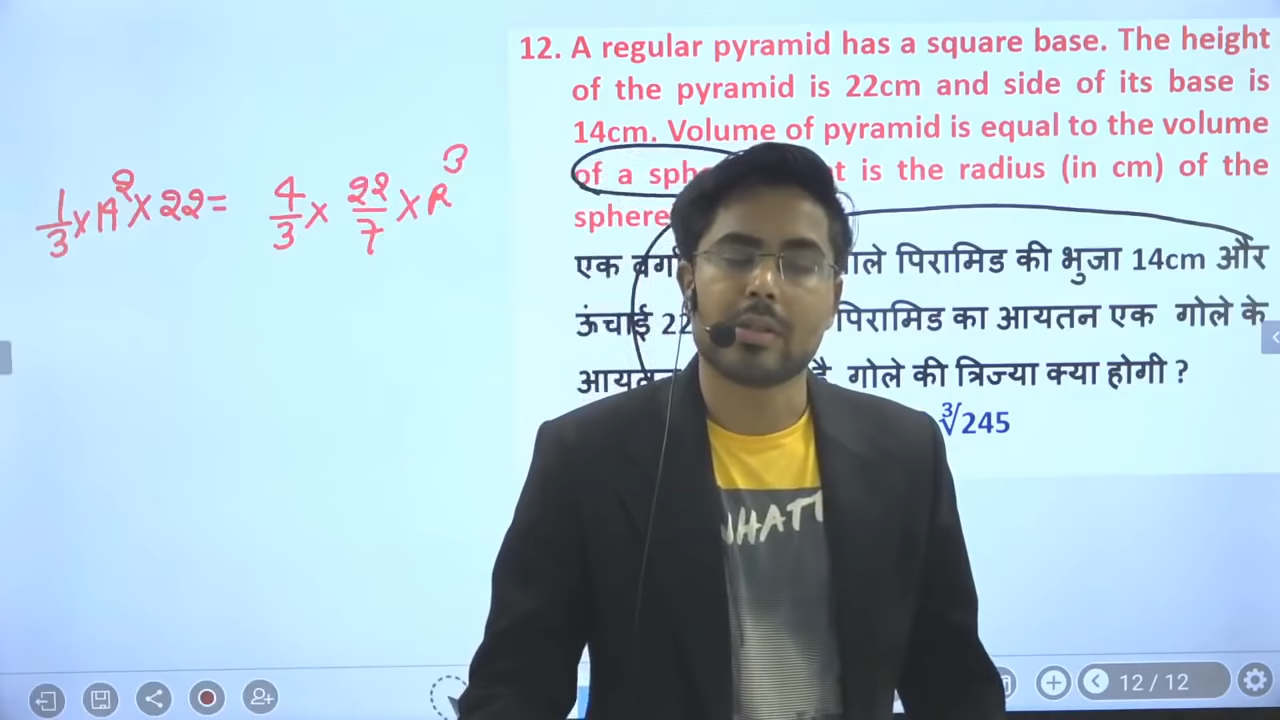 12. A regular pyramid has a square base. The height
of the pyramid is 22cm and side of its base is
14cm. Volume of pyramid is equal to the volume
of a is the radius (in cm) of the
sphere
एक पिरामिड की भुजा 14cm और
ऊंचाई पिरामिड का आयतन एक गोले के
गोले की त्रिज्या क्या होगी ?
∛245
1/3 × 14² × 22 = 4/3 × 22/7 × R³
12 / 12